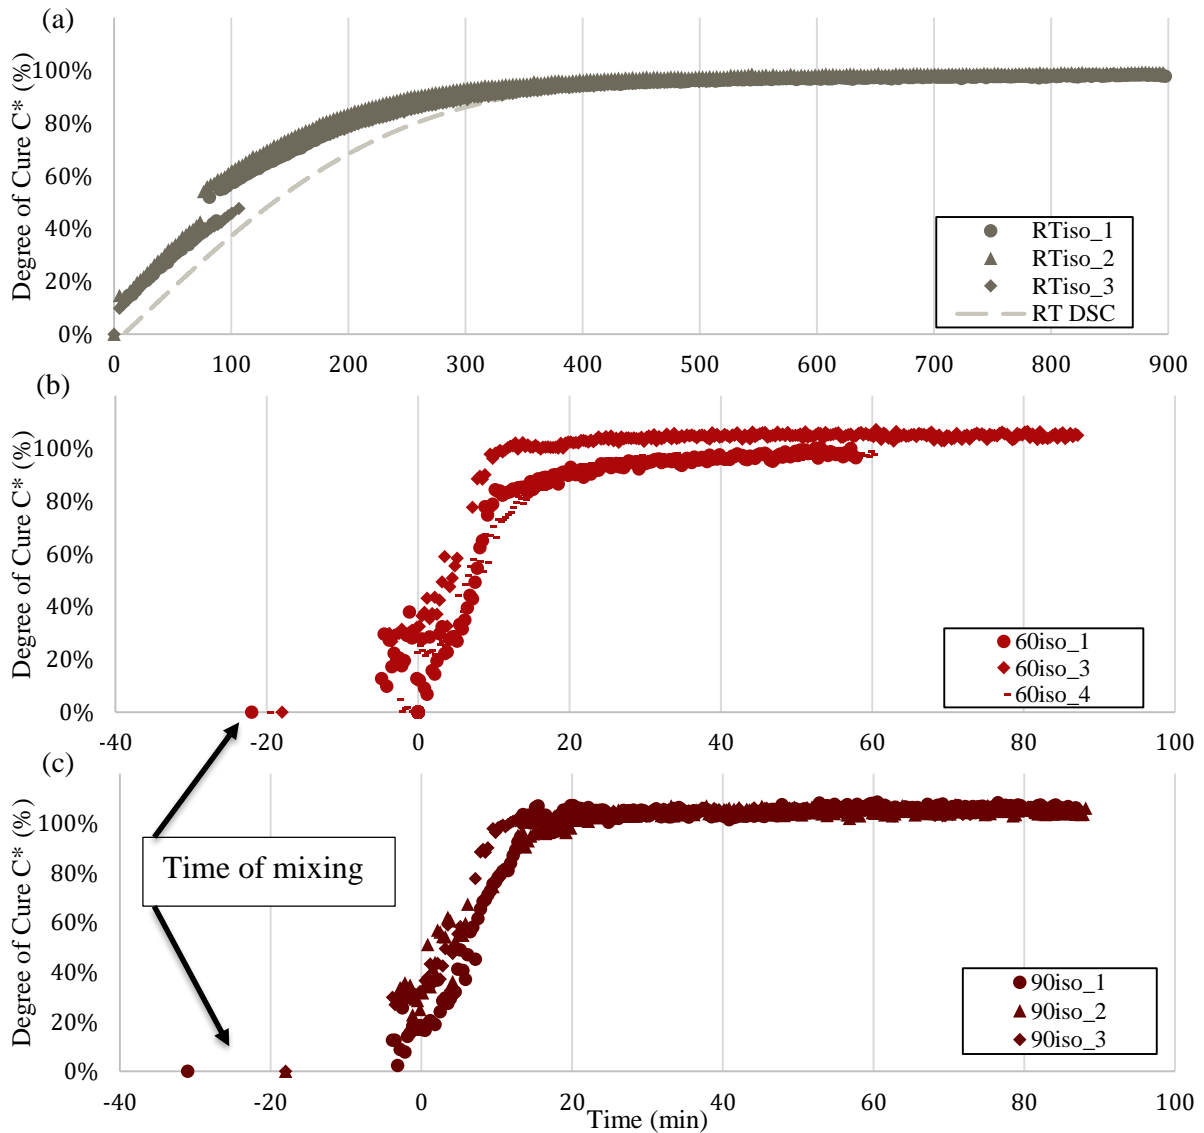 (a)
Degree of Cure C* (%)
100%
80%
60%
40%
20%
0%
0 100 200 300 400 500 600 700 800 900
RTiso_1
RTiso_2
RTiso_3
RT DSC
(b)
Degree of Cure C* (%)
100%
80%
60%
40%
20%
0%
-40 -20 0 20 40 60 80 100
60iso_1
60iso_3
60iso_4
(c)
Degree of Cure C* (%)
100%
80%
60%
40%
20%
0%
-40 -20 0 20 40 60 80 100
Time of mixing
90iso_1
90iso_2
90iso_3
Time (min)